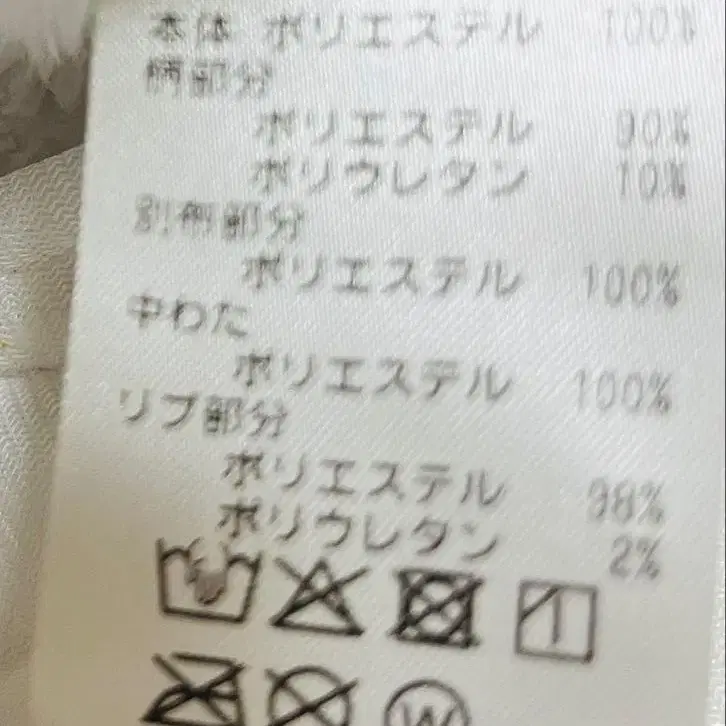 本体 ポリエステル 100%
柄部分
ポリエステル 90%
ポリウレタン 10%
別布部分
ポリエステル 100%
中わた
ポリエステル 100%
リブ部分
ポリエステル 98%
ポリウレタン 2%
W